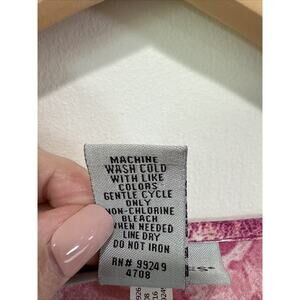 MACHINE
WASH COLD
WITH LIKE
COLORS
GENTLE CYCLE
ONLY
NON-CHLORINE
BLEACH
WHEN NEEDED
LINE DRY
DO NOT IRON
RN# 99249
4708